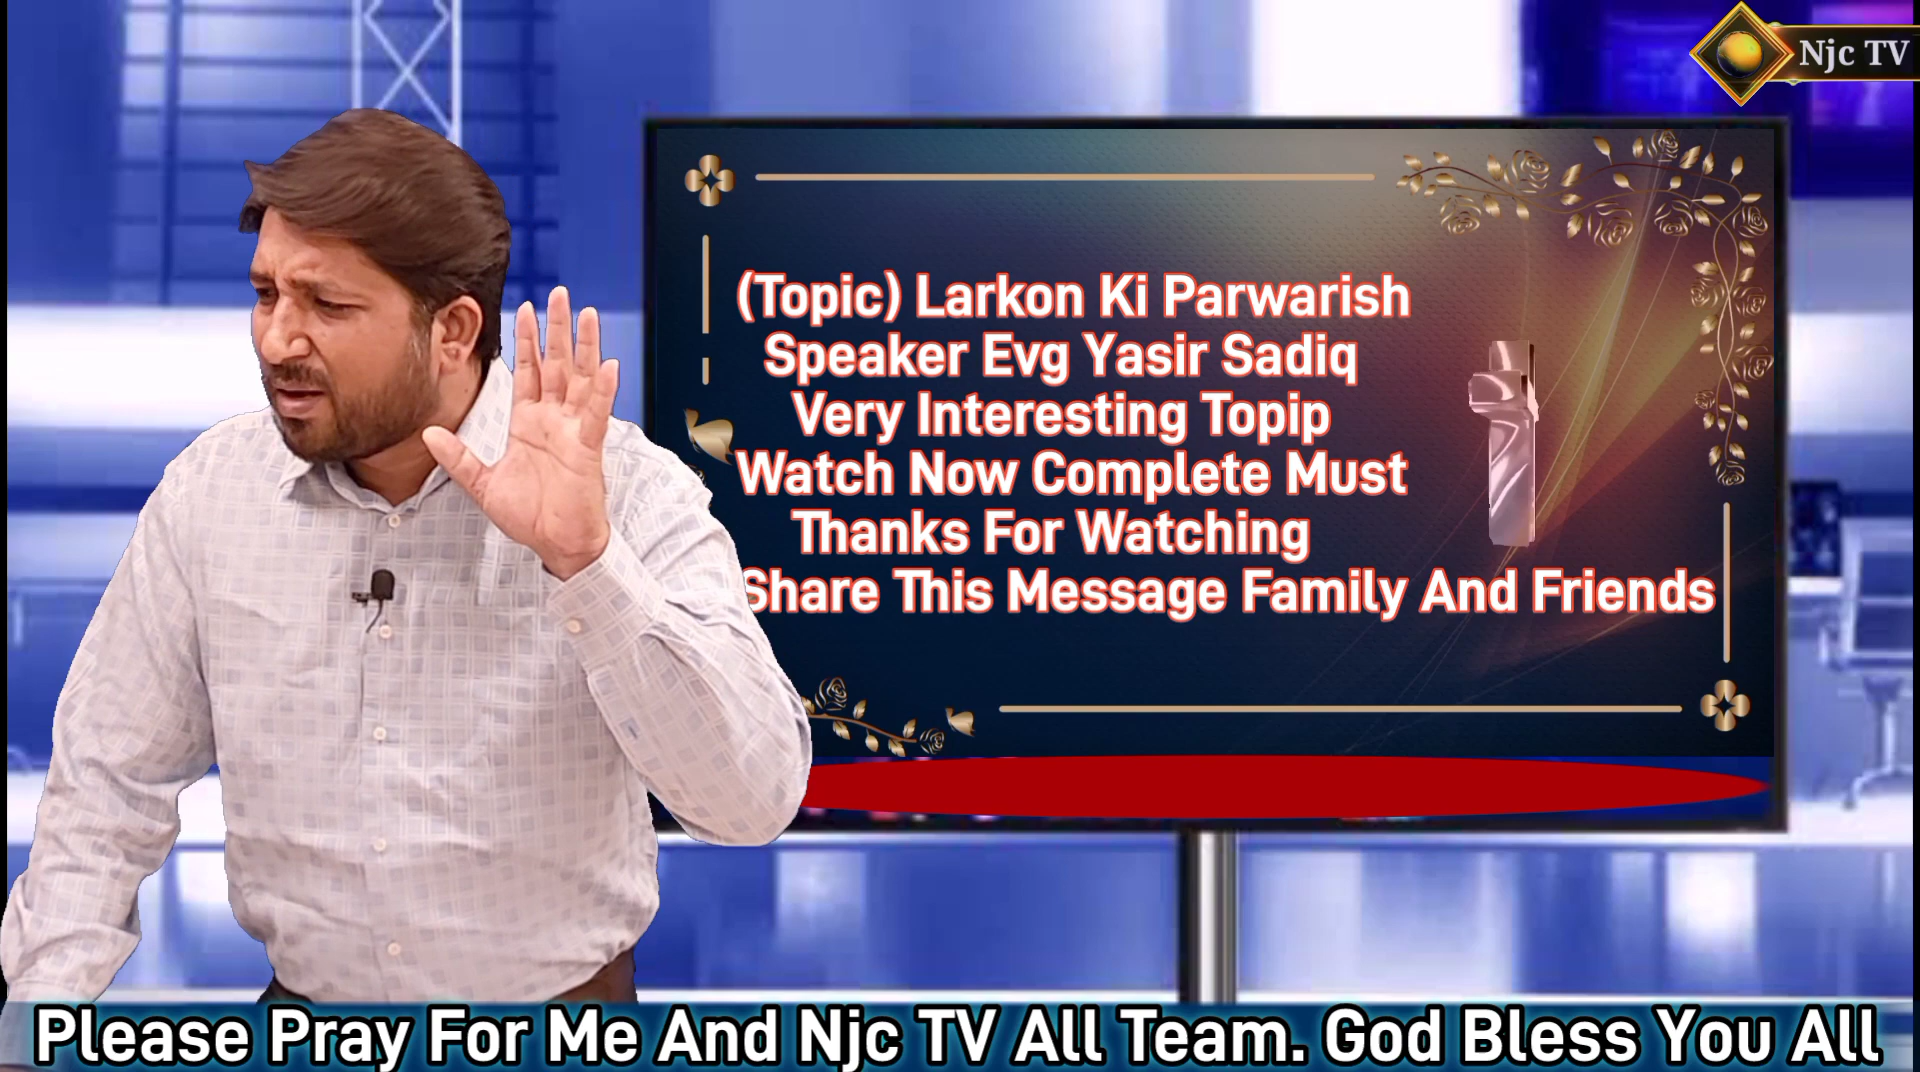 Njc TV
(Topic) Larkon Ki Parwarish
Speaker Evg Yasir Sadiq
Very Interesting Topip
Watch Now Complete Must
Thanks For Watching
Share This Message Family And Friends
Please Pray For Me And Njc TV All Team. God Bless You All